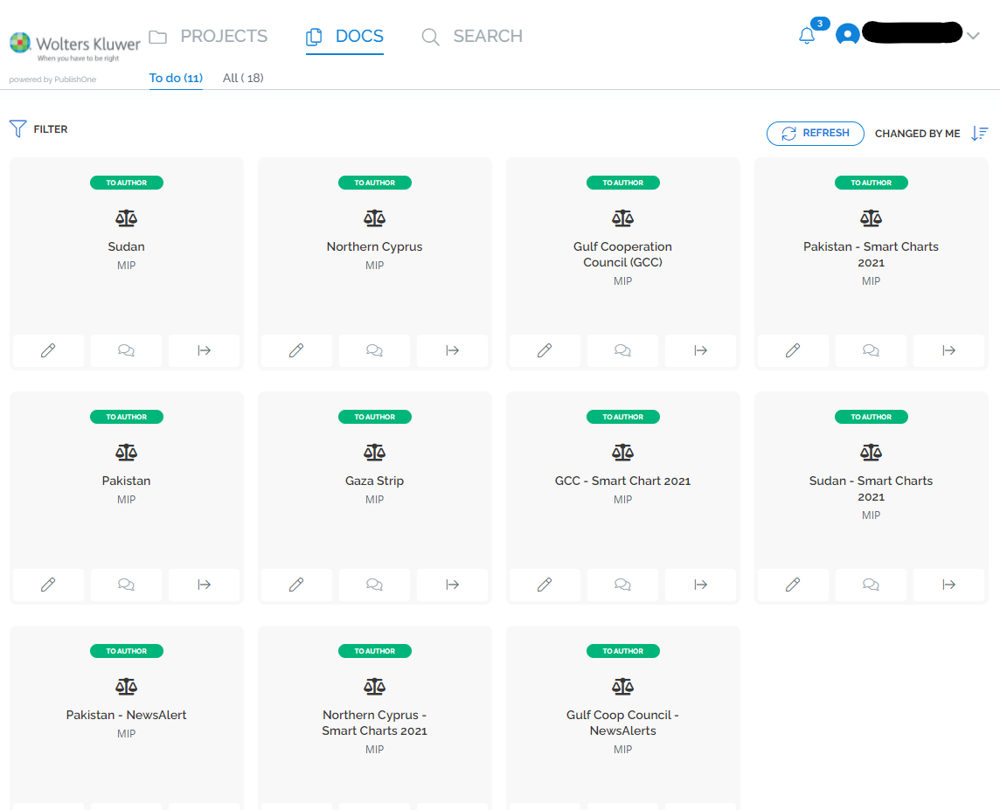 Wolters Kluwer
When you have to be right
powered by PublishOne
PROJECTS
DOCS
SEARCH
3
To do (11)
All ( 18)
FILTER
REFRESH
CHANGED BY ME
TO AUTHOR
Sudan
MIP
TO AUTHOR
Northern Cyprus
MIP
TO AUTHOR
Gulf Cooperation
Council (GCC)
MIP
TO AUTHOR
Pakistan - Smart Charts
2021
MIP
TO AUTHOR
Pakistan
MIP
TO AUTHOR
Gaza Strip
MIP
TO AUTHOR
GCC - Smart Chart 2021
MIP
TO AUTHOR
Sudan - Smart Charts
2021
MIP
TO AUTHOR
Pakistan - NewsAlert
MIP
TO AUTHOR
Northern Cyprus -
Smart Charts 2021
MIP
TO AUTHOR
Gulf Coop Council -
NewsAlerts
MIP